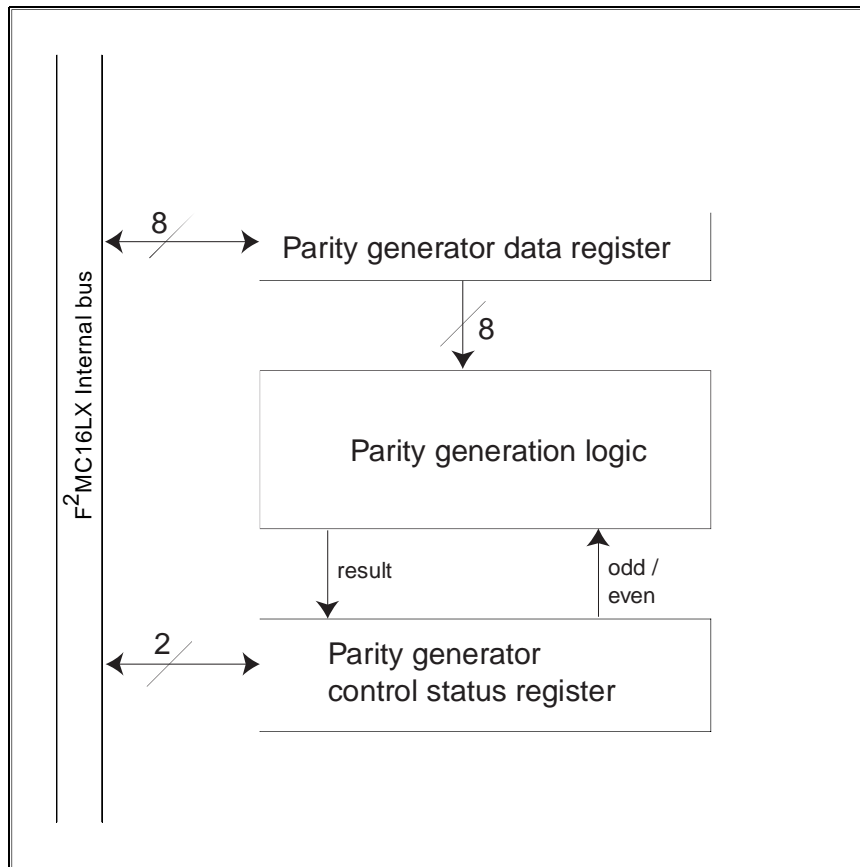 8
Parity generator data register
8
Parity generation logic
result
odd /
even
2
Parity generator
control status register
F²MC16LX Internal bus